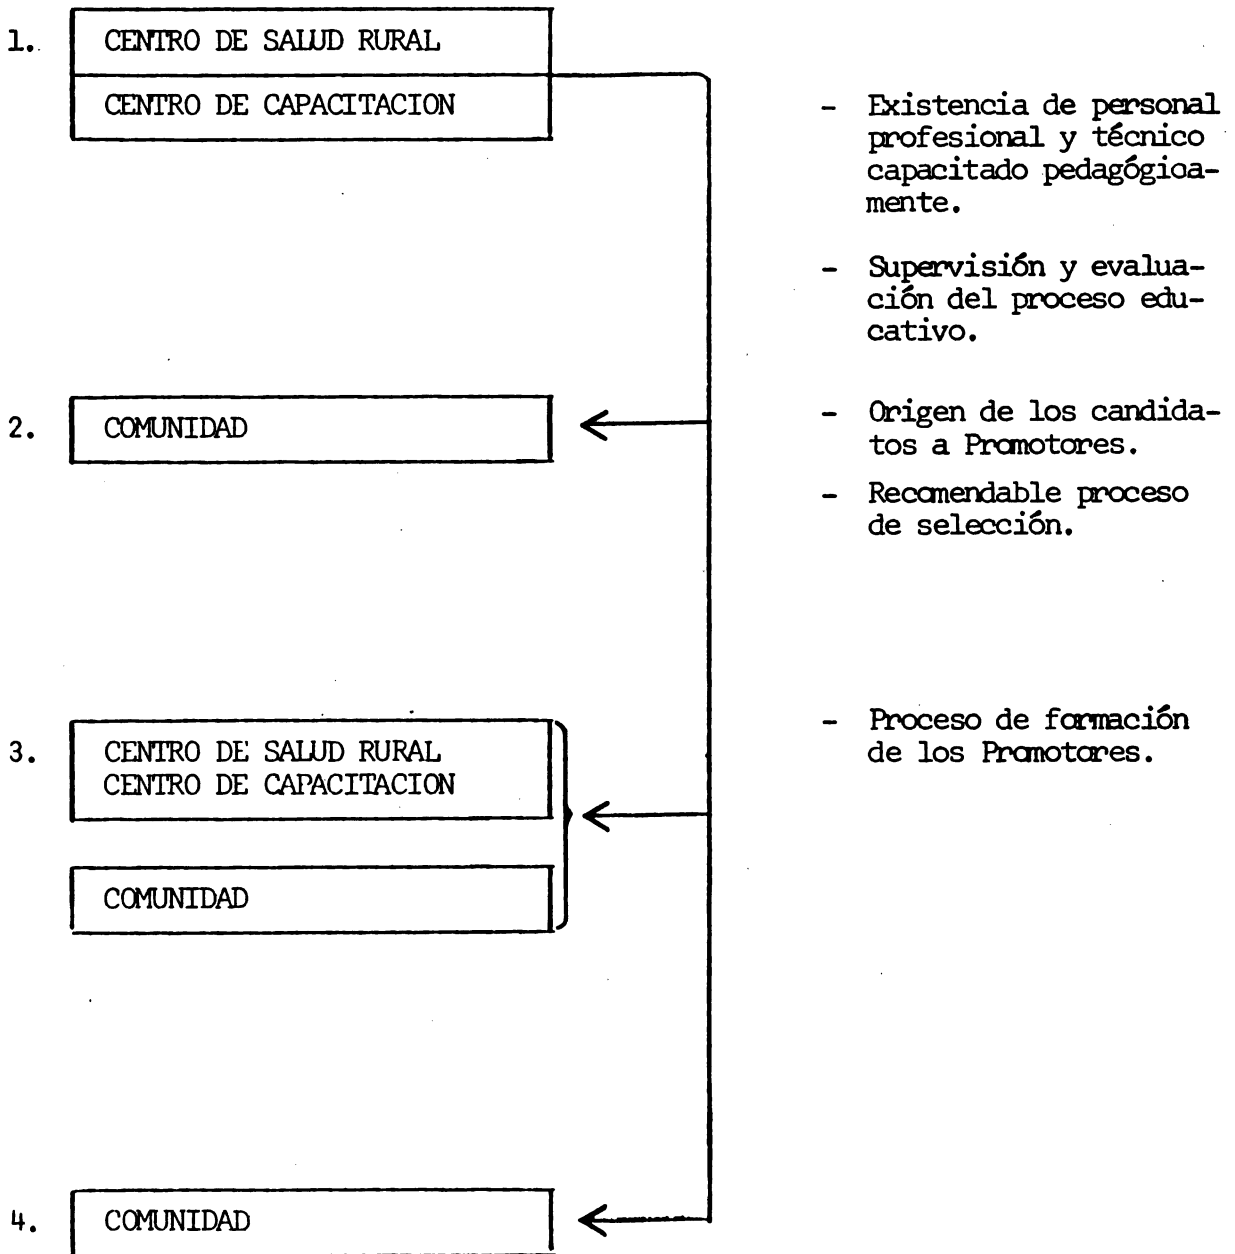 1. CENTRO DE SALUD RURAL
CENTRO DE CAPACITACION
- Existencia de personal
profesional y técnico
capacitado pedagógica-
mente.
- Supervisión y evalua-
ción del proceso edu-
cativo.
2. COMUNIDAD
- Origen de los candida-
tos a Promotores.
- Recomendable proceso
de selección.
3. CENTRO DE SALUD RURAL
CENTRO DE CAPACITACION
COMUNIDAD
- Proceso de formación
de los Promotores.
4. COMUNIDAD